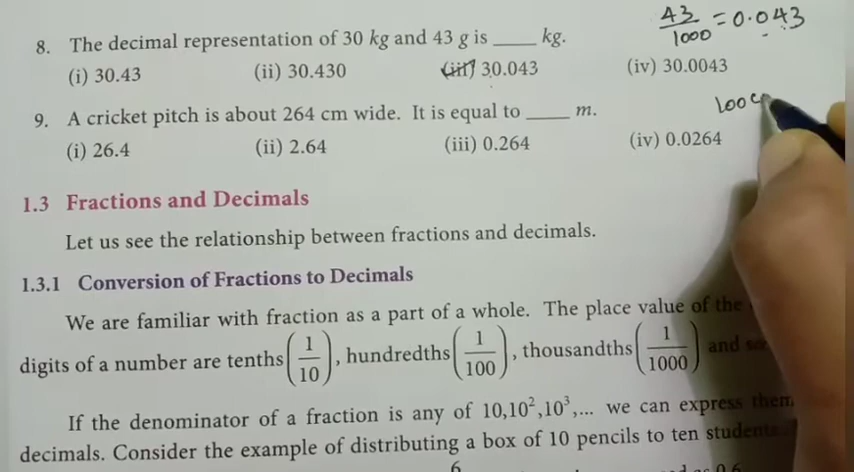 43/1000 = 0.043
8. The decimal representation of 30 kg and 43 g is ____ kg.
(i) 30.43 (ii) 30.430 (iii) 30.043 (iv) 30.0043
100 c
9. A cricket pitch is about 264 cm wide. It is equal to ____ m.
(i) 26.4 (ii) 2.64 (iii) 0.264 (iv) 0.0264
1.3 Fractions and Decimals
Let us see the relationship between fractions and decimals.
1.3.1 Conversion of Fractions to Decimals
We are familiar with fraction as a part of a whole. The place value of the
digits of a number are tenths (1/10), hundredths (1/100), thousandths (1/1000) and so
If the denominator of a fraction is any of 10,10²,10³,... we can express them
decimals. Consider the example of distributing a box of 10 pencils to ten students
6